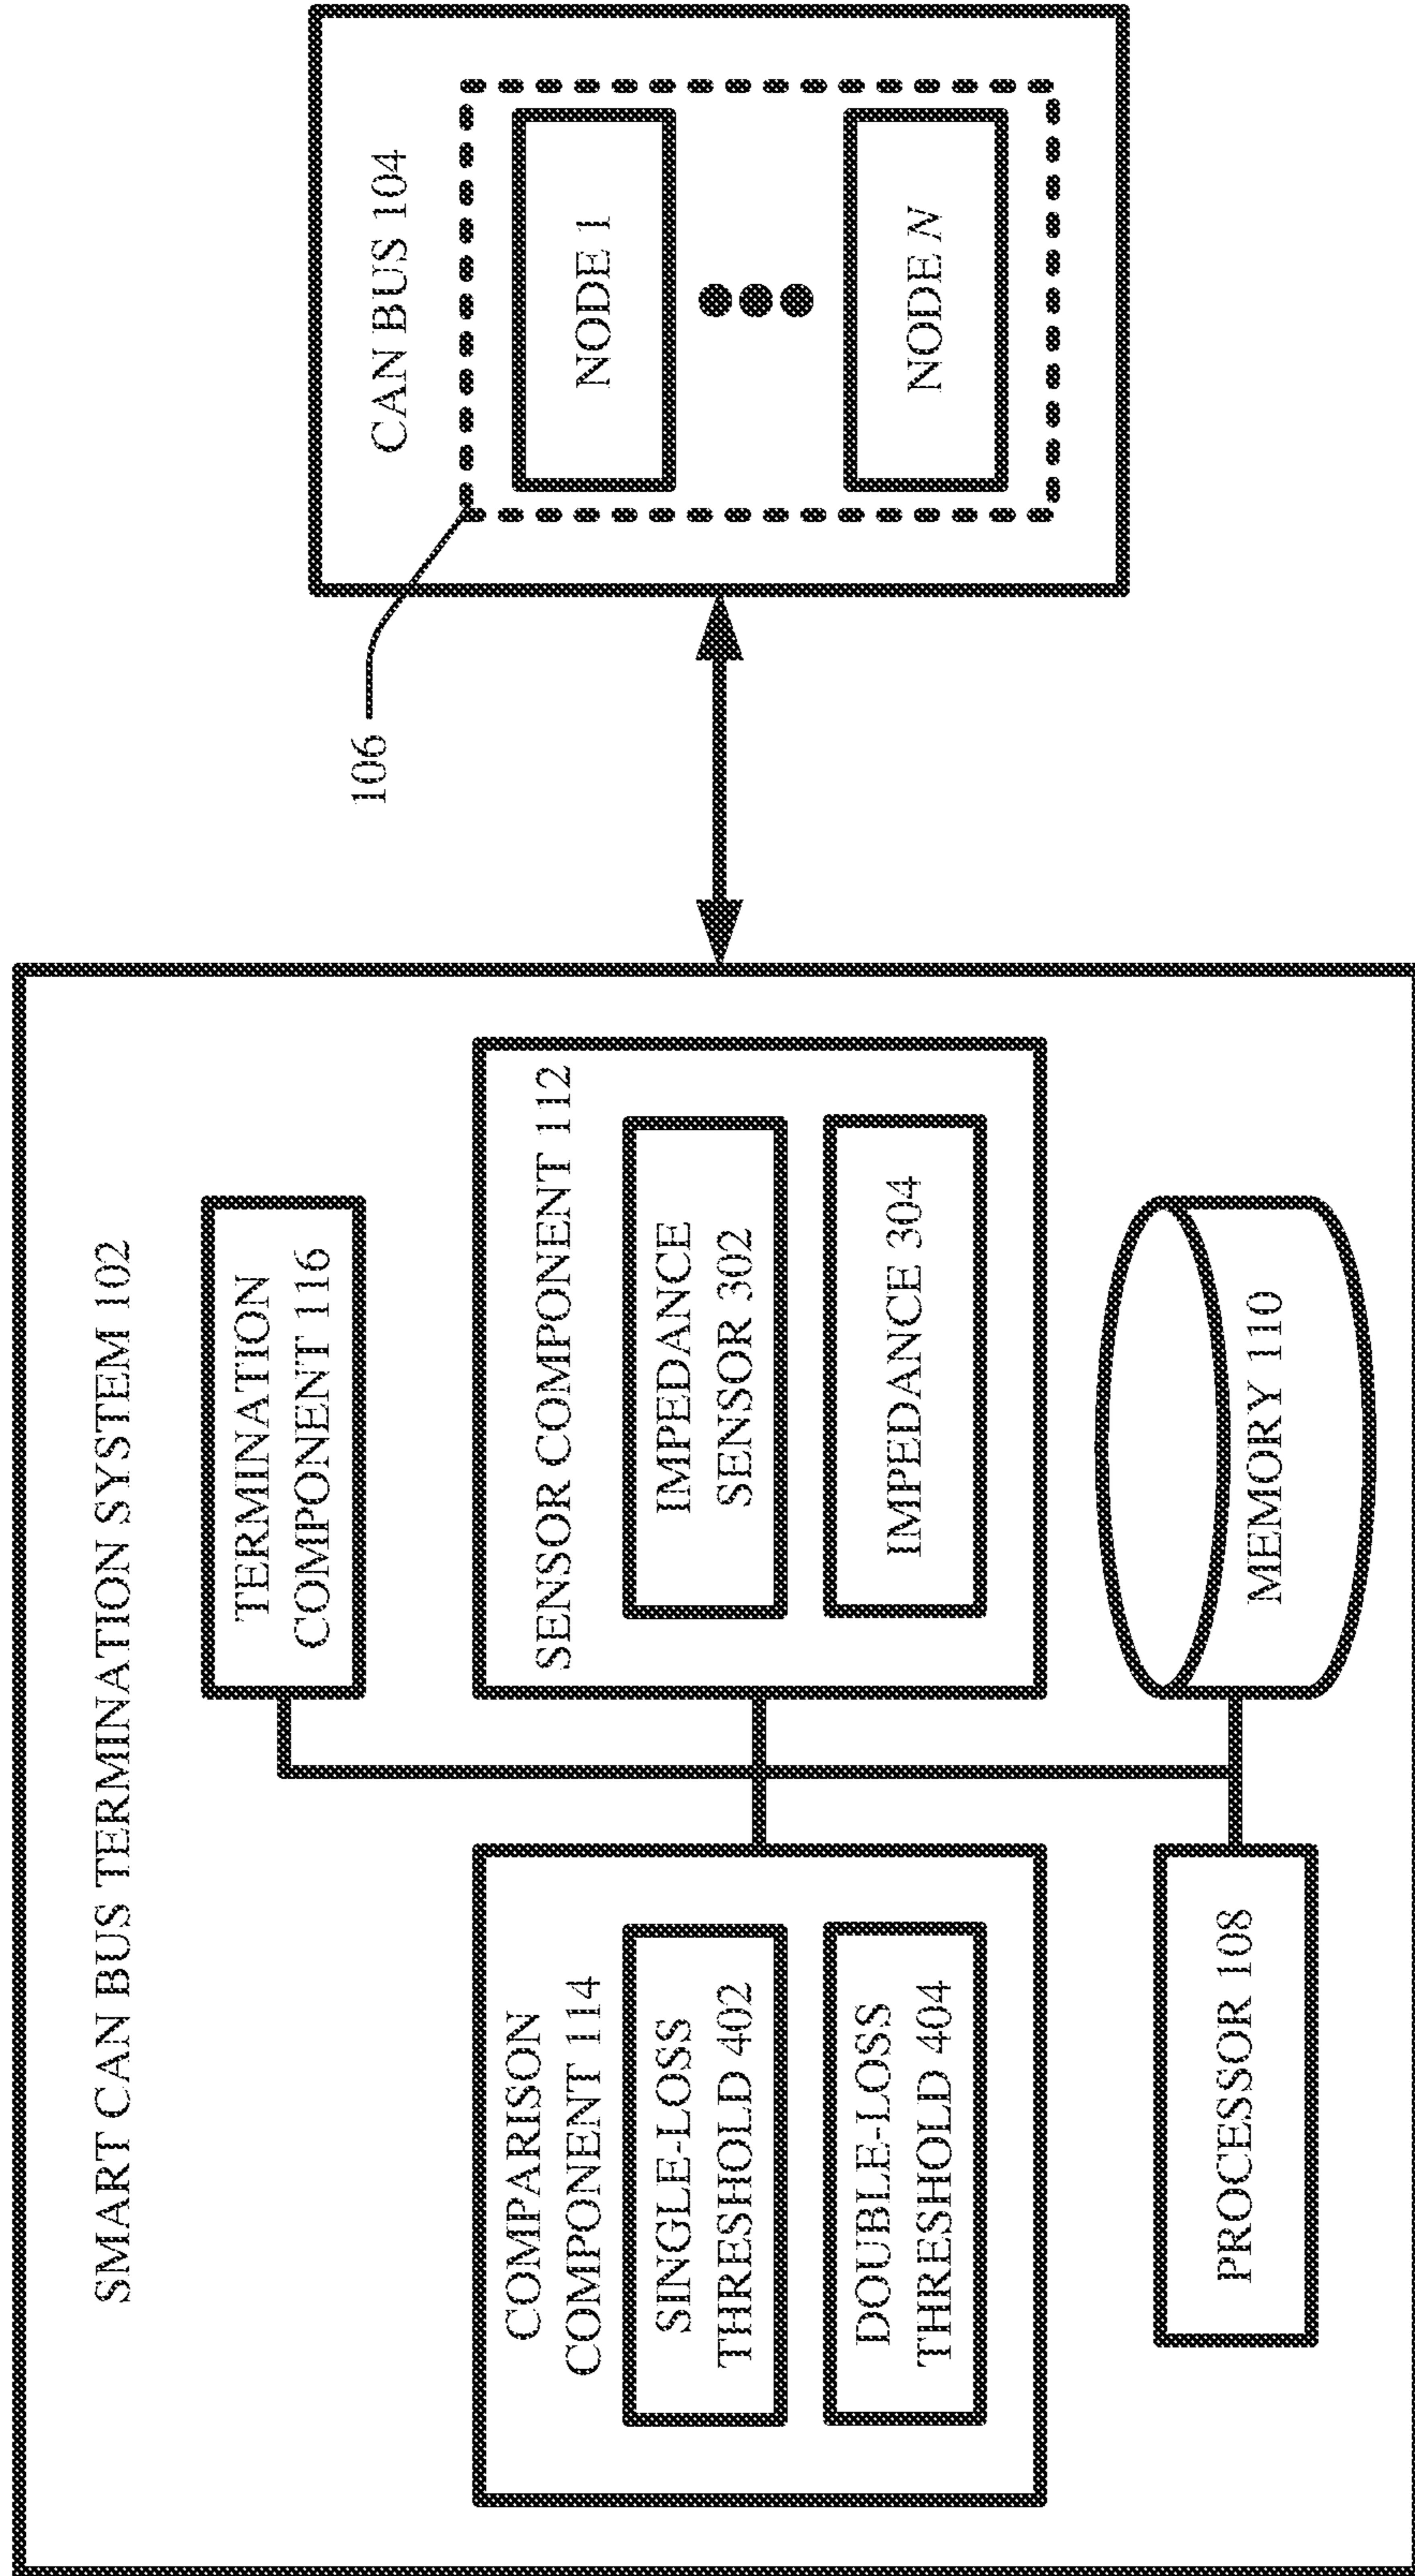 SMART CAN BUS TERMINATION SYSTEM 102
TERMINATION
COMPONENT 116
COMPARISON
COMPONENT 114
SINGLE-LOSS
THRESHOLD 402
DOUBLE-LOSS
THRESHOLD 404
SENSOR COMPONENT 112
IMPEDANCE
SENSOR 302
IMPEDANCE 304
PROCESSOR 108
MEMORY 110
106
CAN BUS 104
NODE 1
NODE N